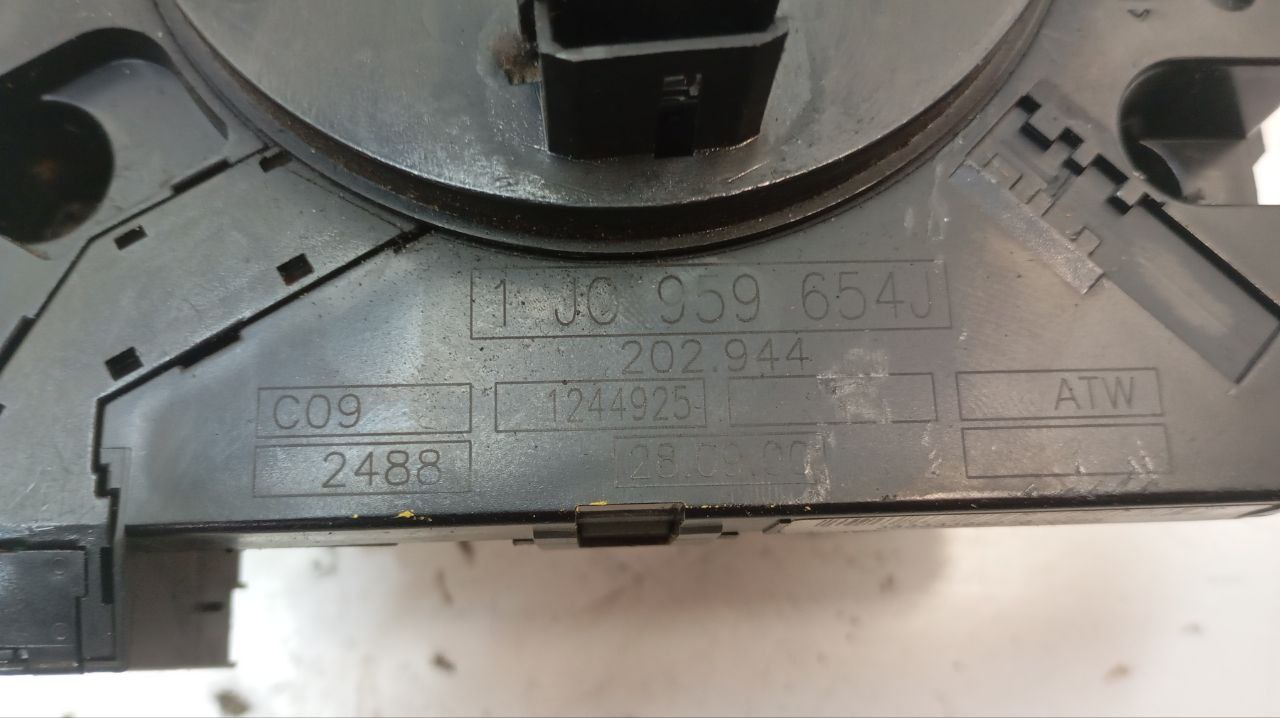 1 JC 959 654J
202.944
C09 1244925- ATW
2488 28.09.00